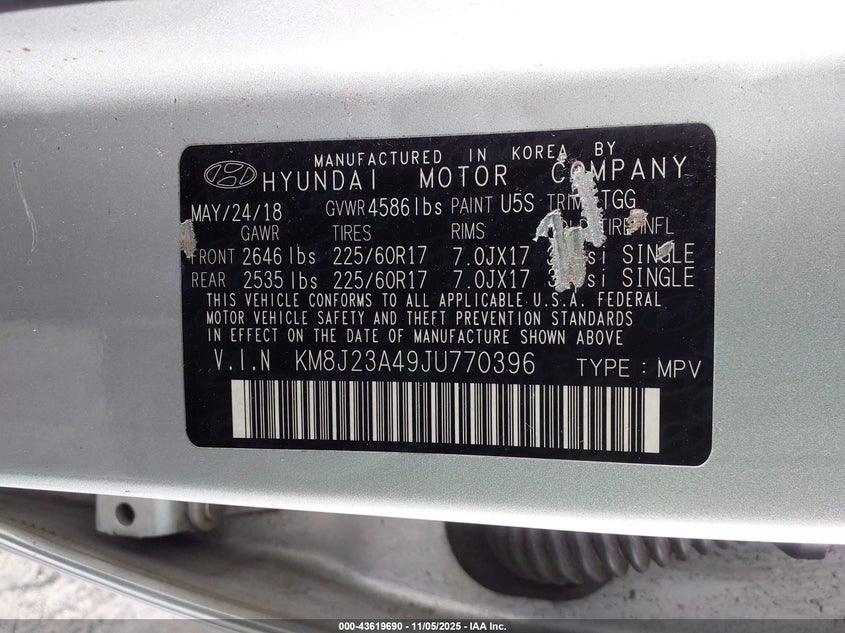 MANUFACTURED IN KOREA BY
HYUNDAI MOTOR COMPANY
MAY/24/18 GVWR 4586 lbs PAINT U5S TRIM TGG
GAWR TIRES RIMS TIRE INFL
FRONT 2646 lbs 225/60R17 7.0JX17 SINGLE
REAR 2535 lbs 225/60R17 7.0JX17 SINGLE
THIS VEHICLE CONFORMS TO ALL APPLICABLE U.S.A. FEDERAL
MOTOR VEHICLE SAFETY AND THEFT PREVENTION STANDARDS
IN EFFECT ON THE DATE OF MANUFACTURE SHOWN ABOVE
V.I.N KM8J23A49JU770396 TYPE : MPV
000-43619690 - 11/05/2025 - IAA Inc.